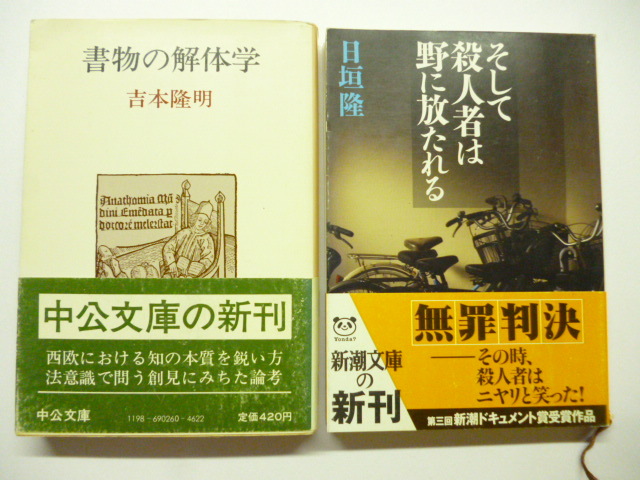 書物の解体学
吉本隆明
Anathomia Mũ
dini Emēdata ꝑ
doctorē melerstat
中公文庫の新刊
西欧における知の本質を鋭い方
法意識で問う創見にみちた論考
中公文庫
1198-690260-4622
定価420円
そして
殺人者は
野に放たれる
日垣隆
Yonda?
新潮文庫
の
新刊
無罪判決
――その時、
殺人者は
ニヤリと笑った!
第三回新潮ドキュメント賞受賞作品